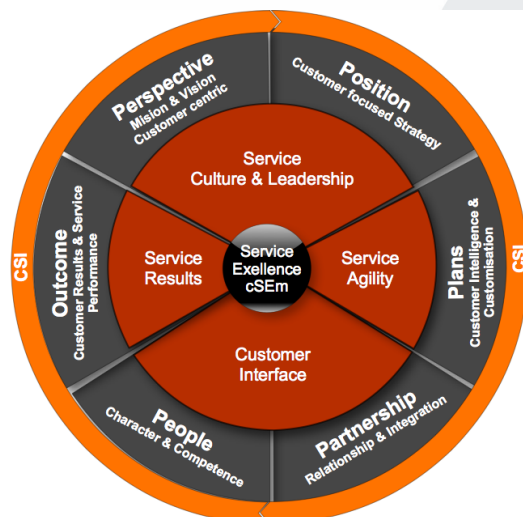 Perspective
Mision & Vision
Customer centric
Position
Customer focused Strategy
Service
Culture & Leadership
CSI
Outcome
Customer Results & Service
Performance
Service
Results
Service
Exellence
cSEm
Service
Agility
Plans
Customer Intelligence &
Customisation
CSI
Customer
Interface
People
Character & Competence
Partnership
Relationship & Integration